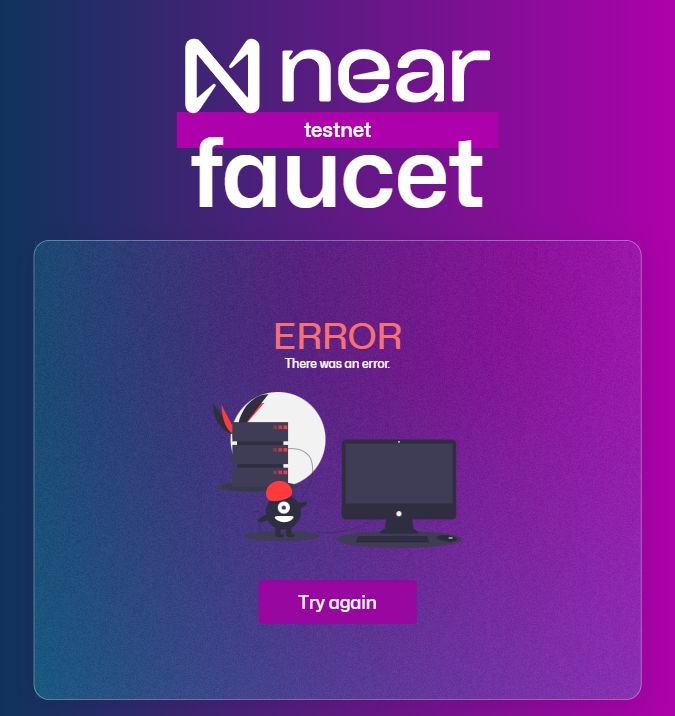 near
testnet
faucet
ERROR
There was an error.
Try again